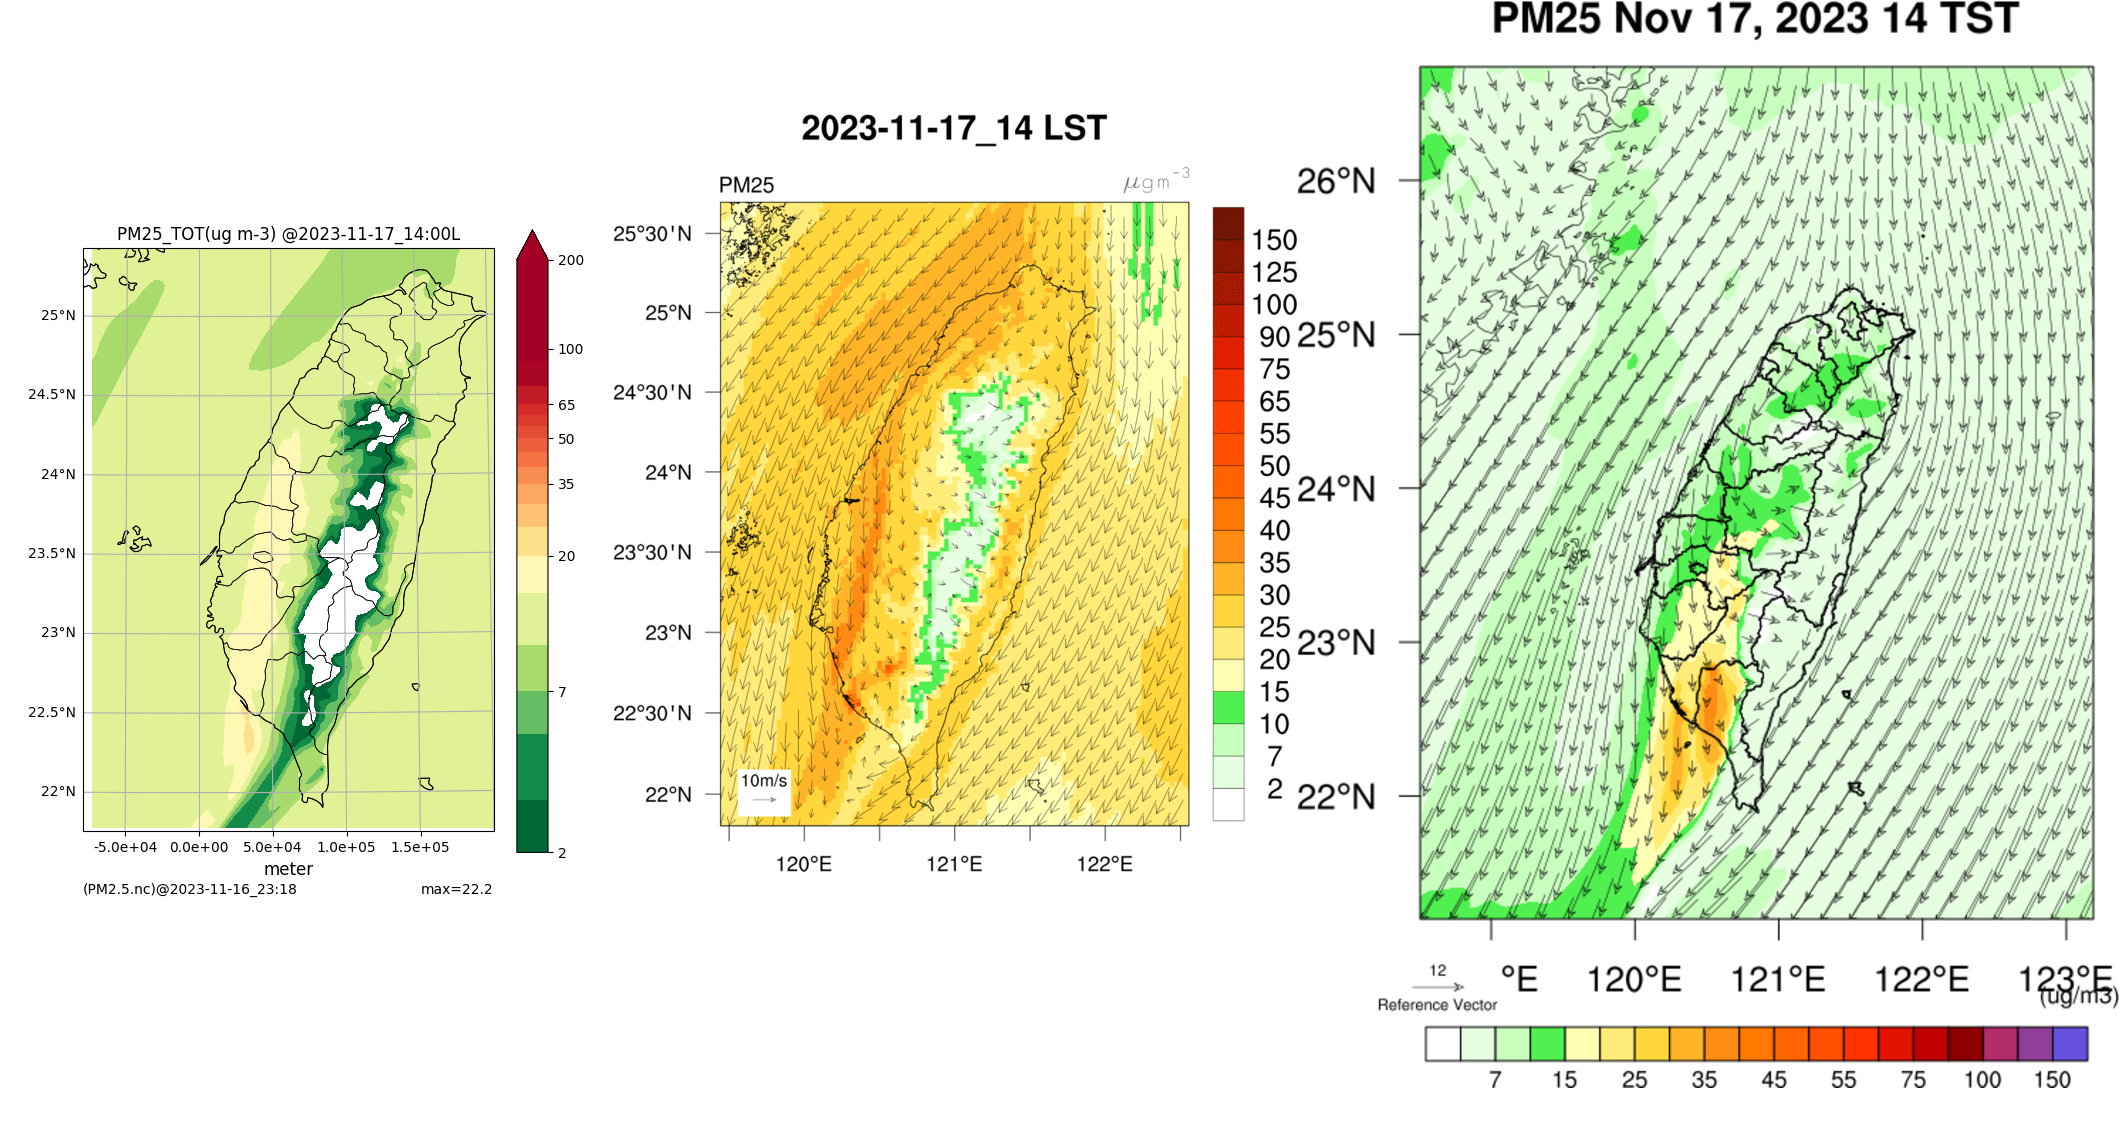 PM25_TOT(ug m-3) @2023-11-17_14:00L
25°N
24.5°N
24°N
23.5°N
23°N
22.5°N
22°N
-5.0e+04 0.0e+00 5.0e+04 1.0e+05 1.5e+05
meter
(PM2.5.nc)@2023-11-16_23:18 max=22.2
200
100
65
50
35
20
7
2
2023-11-17_14 LST
PM25 μgm⁻³
25°30'N
25°N
24°30'N
24°N
23°30'N
23°N
22°30'N
22°N
10m/s
120°E 121°E 122°E
150
125
100
90
75
65
55
50
45
40
35
30
25
20
15
10
7
2
PM25 Nov 17, 2023 14 TST
26°N
25°N
24°N
23°N
22°N
12
Reference Vector
°E 120°E 121°E 122°E 123°E
(ug/m3)
7 15 25 35 45 55 75 100 150